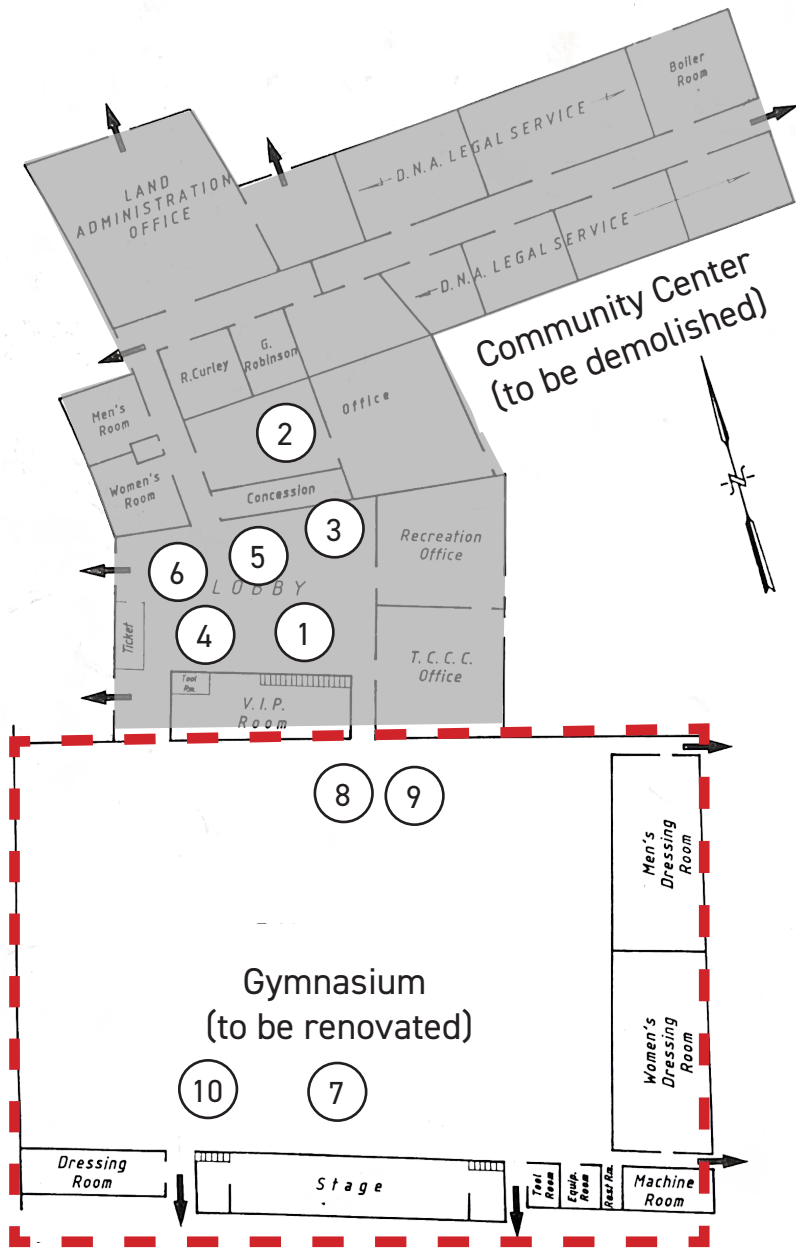 Boiler
Room
D.N.A. LEGAL SERVICE
LAND
ADMINISTRATION
OFFICE
D.N.A. LEGAL SERVICE
Community Center
(to be demolished)
R.Curley
G.
Robinson
Men's
Room
Office
2
Women's
Room
Concession
3
Recreation
Office
5
6
LOBBY
Ticket
4
1
T.C.C.C.
Office
Tool
Rm.
V.I.P.
Room
N
8
9
Men's
Dressing
Room
Gymnasium
(to be renovated)
Women's
Dressing
Room
10
7
Dressing
Room
Stage
Tool
Room
Equip.
Room
Rest Rm.
Machine
Room